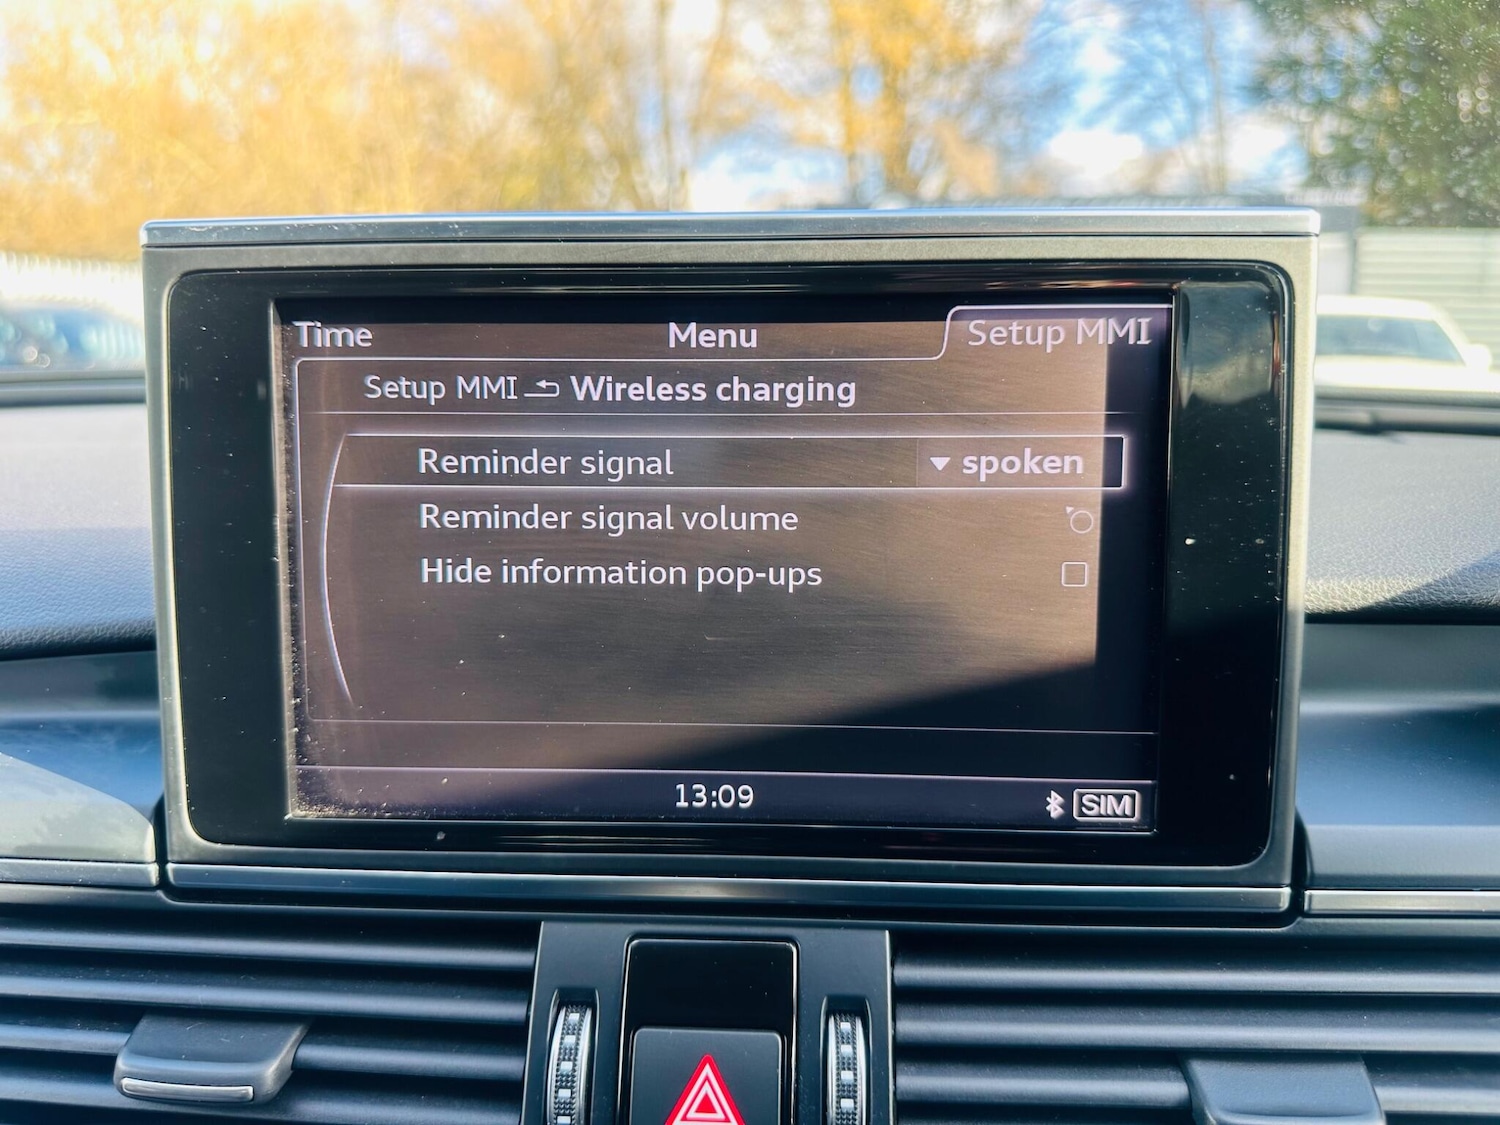 Time Menu Setup MMI
Setup MMI Wireless charging
Reminder signal spoken
Reminder signal volume
Hide information pop-ups
13:09 SIM